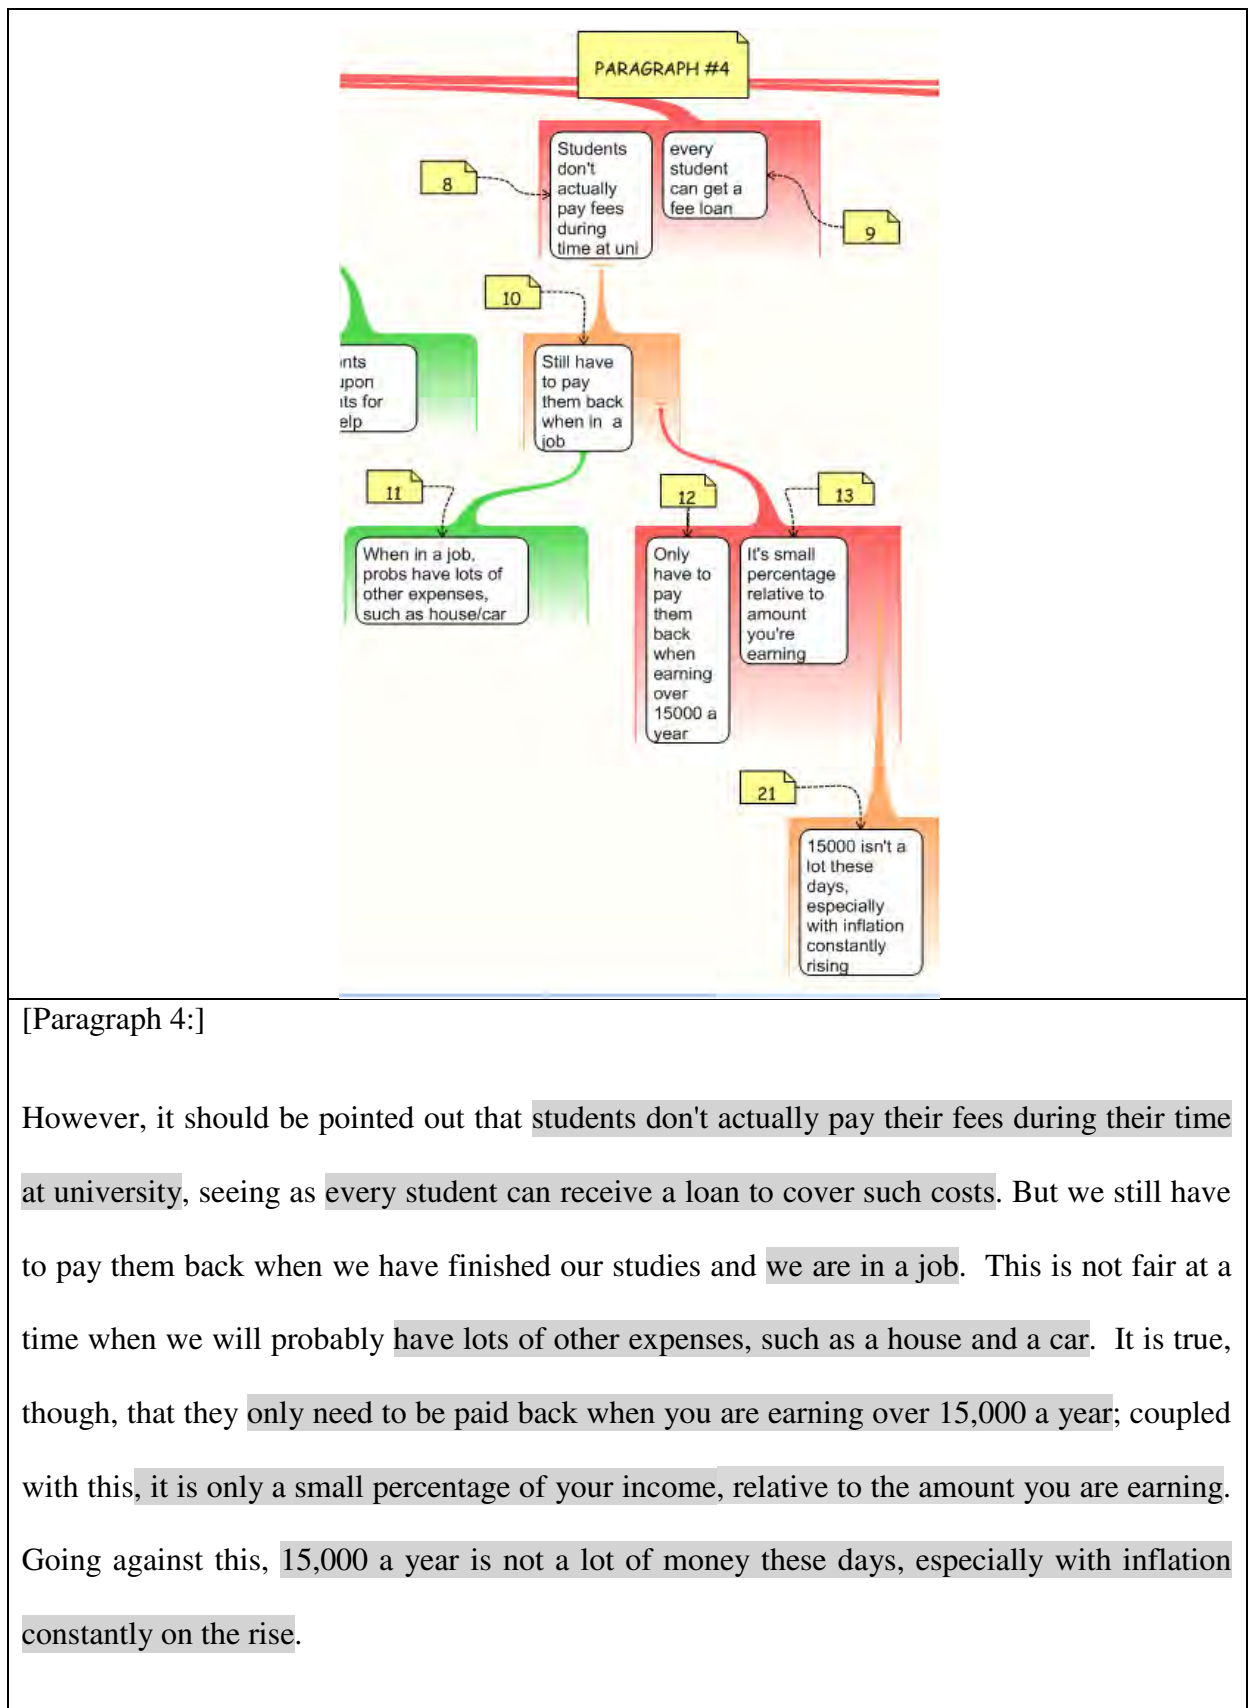 PARAGRAPH #4
8
Students
don't
actually
pay fees
during
time at uni
every
student
can get a
fee loan
9
10
Still have
to pay
them back
when in a
job
nts
upon
nts for
elp
11
When in a job,
probs have lots of
other expenses,
such as house/car
12
Only
have to
pay
them
back
when
earning
over
15000 a
year
13
It's small
percentage
relative to
amount
you're
earning
21
15000 isn't a
lot these
days,
especially
with inflation
constantly
rising
[Paragraph 4:]
However, it should be pointed out that students don't actually pay their fees during their time
at university, seeing as every student can receive a loan to cover such costs. But we still have
to pay them back when we have finished our studies and we are in a job. This is not fair at a
time when we will probably have lots of other expenses, such as a house and a car. It is true,
though, that they only need to be paid back when you are earning over 15,000 a year; coupled
with this, it is only a small percentage of your income, relative to the amount you are earning.
Going against this, 15,000 a year is not a lot of money these days, especially with inflation
constantly on the rise.